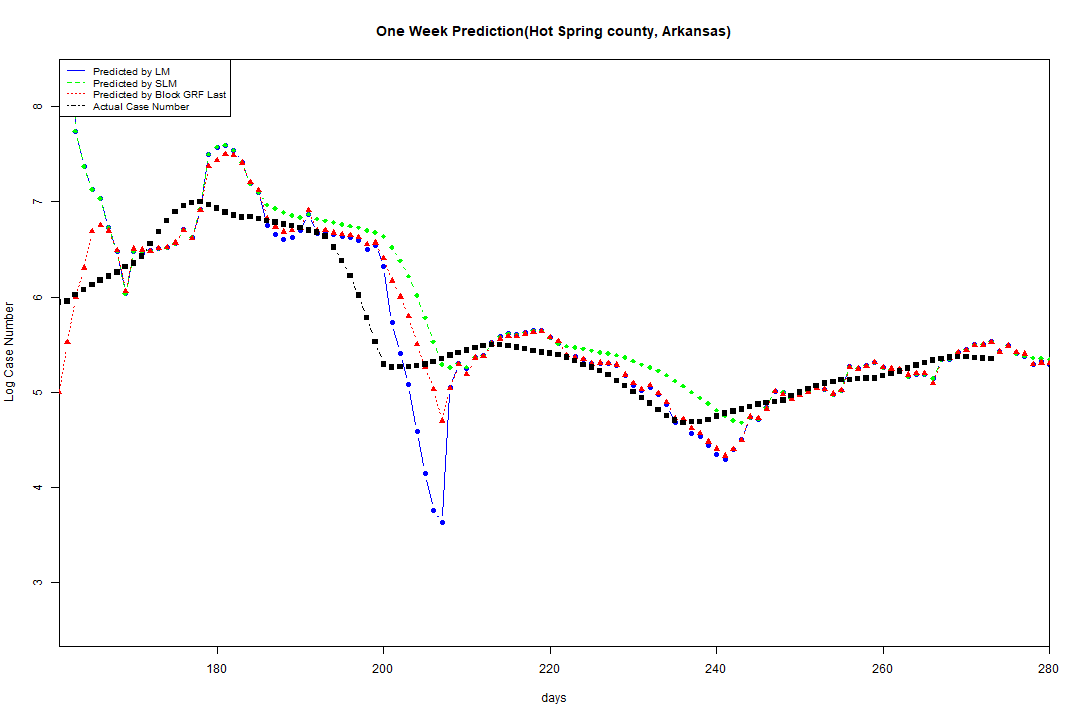 One Week Prediction(Hot Spring county, Arkansas)
Predicted by LM
Predicted by SLM
Predicted by Block GRF Last
Actual Case Number
8
7
6
5
4
3
Log Case Number
180
200
220
240
260
280
days